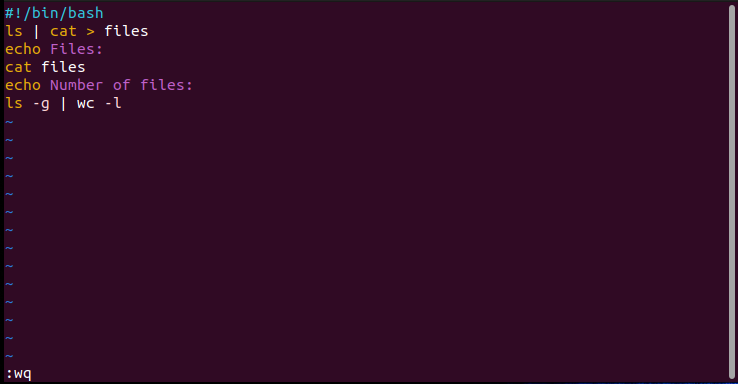 #!/bin/bash
ls | cat > files
echo Files:
cat files
echo Number of files:
ls -g | wc -l
~
~
~
~
~
~
~
~
~
~
~
~
~
~
:wq